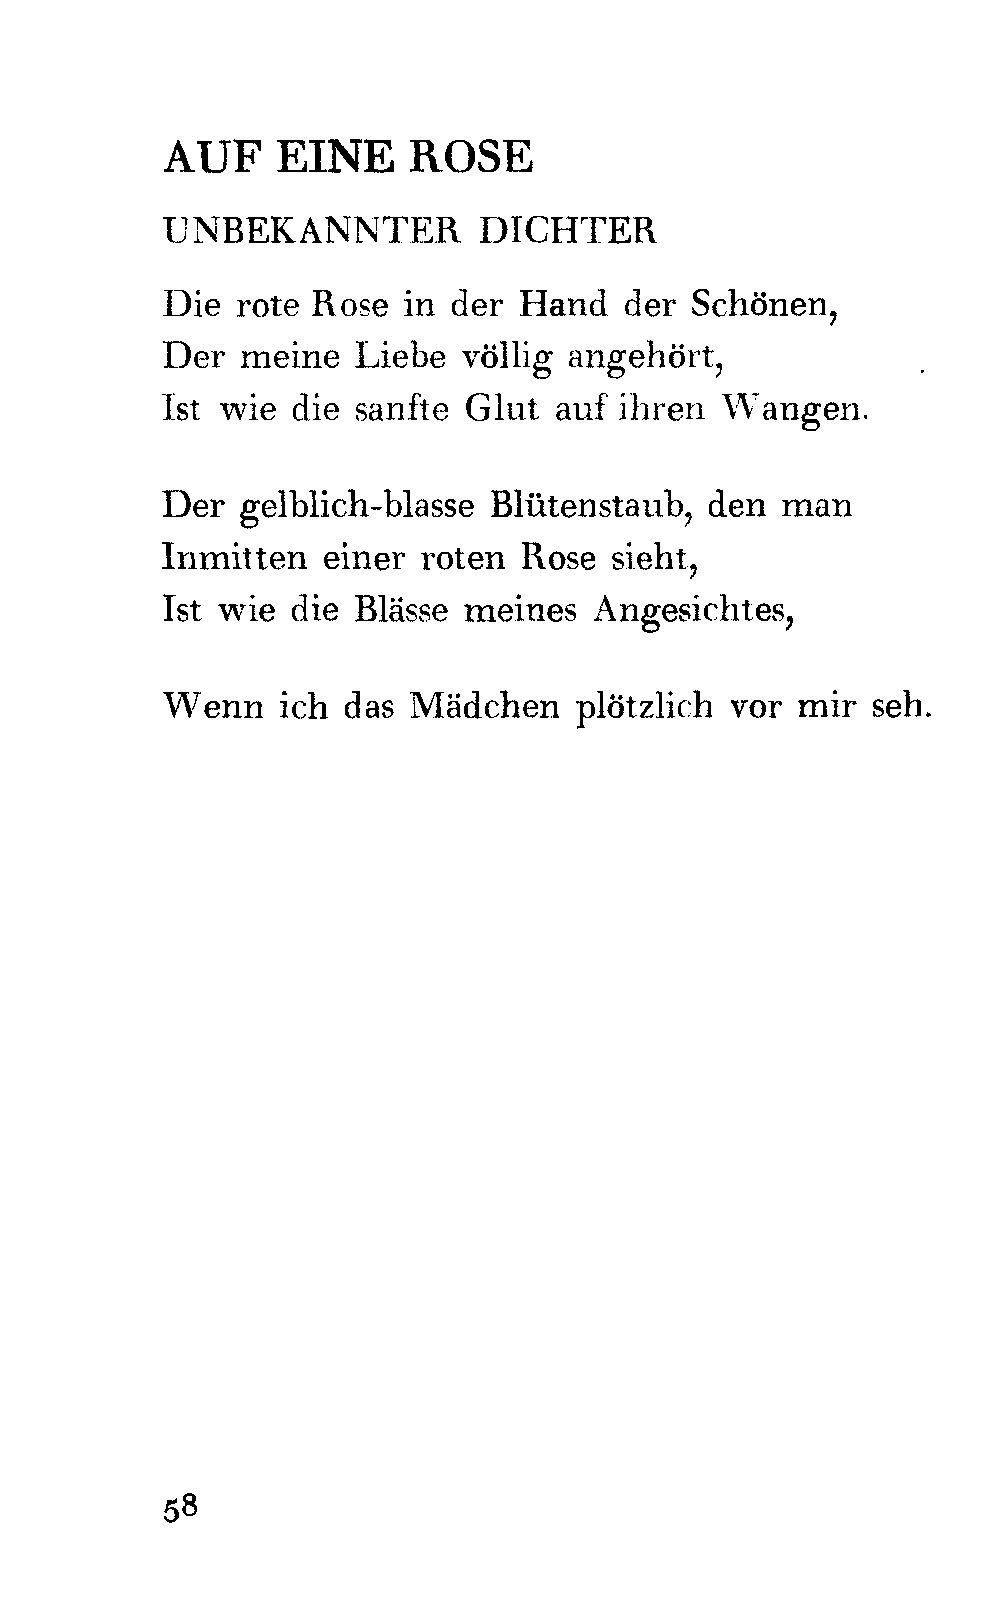 AUF EINE ROSE
UNBEKANNTER DICHTER
Die rote Rose in der Hand der Schönen,
Der meine Liebe völlig angehört,
Ist wie die sanfte Glut auf ihren Wangen.
Der gelblich-blasse Blütenstaub, den man
Inmitten einer roten Rose sieht,
Ist wie die Blässe meines Angesichtes,
Wenn ich das Mädchen plötzlich vor mir seh.
58